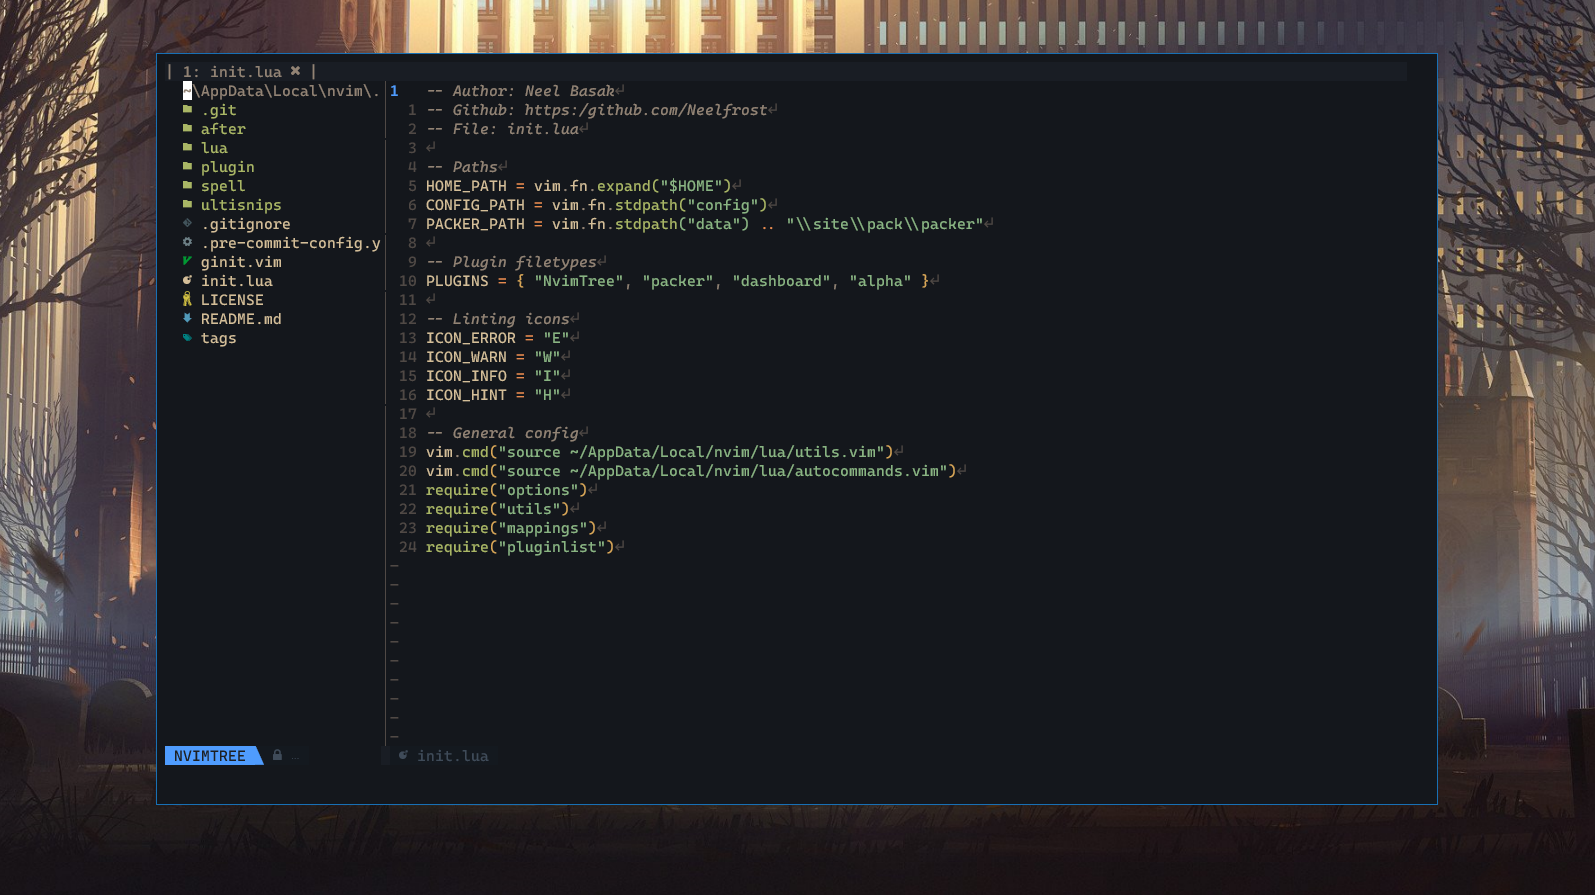 | 1: init.lua ✖ |
~\AppData\Local\nvim\.
.git
after
lua
plugin
spell
ultisnips
.gitignore
.pre-commit-config.y
ginit.vim
init.lua
LICENSE
README.md
tags
1 -- Author: Neel Basak↵
1 -- Github: https:/github.com/Neelfrost↵
2 -- File: init.lua↵
3 ↵
4 -- Paths↵
5 HOME_PATH = vim.fn.expand("$HOME")↵
6 CONFIG_PATH = vim.fn.stdpath("config")↵
7 PACKER_PATH = vim.fn.stdpath("data") .. "\\site\\pack\\packer"↵
8 ↵
9 -- Plugin filetypes↵
10 PLUGINS = { "NvimTree", "packer", "dashboard", "alpha" }↵
11 ↵
12 -- Linting icons↵
13 ICON_ERROR = "E"↵
14 ICON_WARN = "W"↵
15 ICON_INFO = "I"↵
16 ICON_HINT = "H"↵
17 ↵
18 -- General config↵
19 vim.cmd("source ~/AppData/Local/nvim/lua/utils.vim")↵
20 vim.cmd("source ~/AppData/Local/nvim/lua/autocommands.vim")↵
21 require("options")↵
22 require("utils")↵
23 require("mappings")↵
24 require("pluginlist")↵
NVIMTREE ...
init.lua